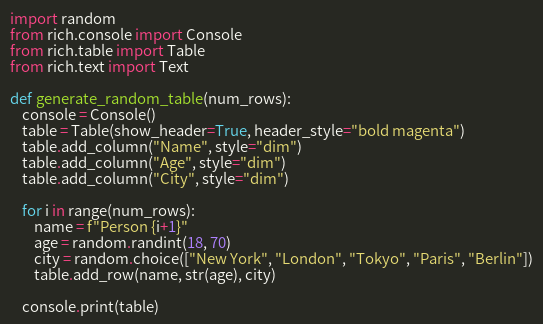 import random
from rich.console import Console
from rich.table import Table
from rich.text import Text

def generate_random_table(num_rows):
    console = Console()
    table = Table(show_header=True, header_style="bold magenta")
    table.add_column("Name", style="dim")
    table.add_column("Age", style="dim")
    table.add_column("City", style="dim")

    for i in range(num_rows):
        name = f"Person {i+1}"
        age = random.randint(18, 70)
        city = random.choice(["New York", "London", "Tokyo", "Paris", "Berlin"])
        table.add_row(name, str(age), city)

    console.print(table)